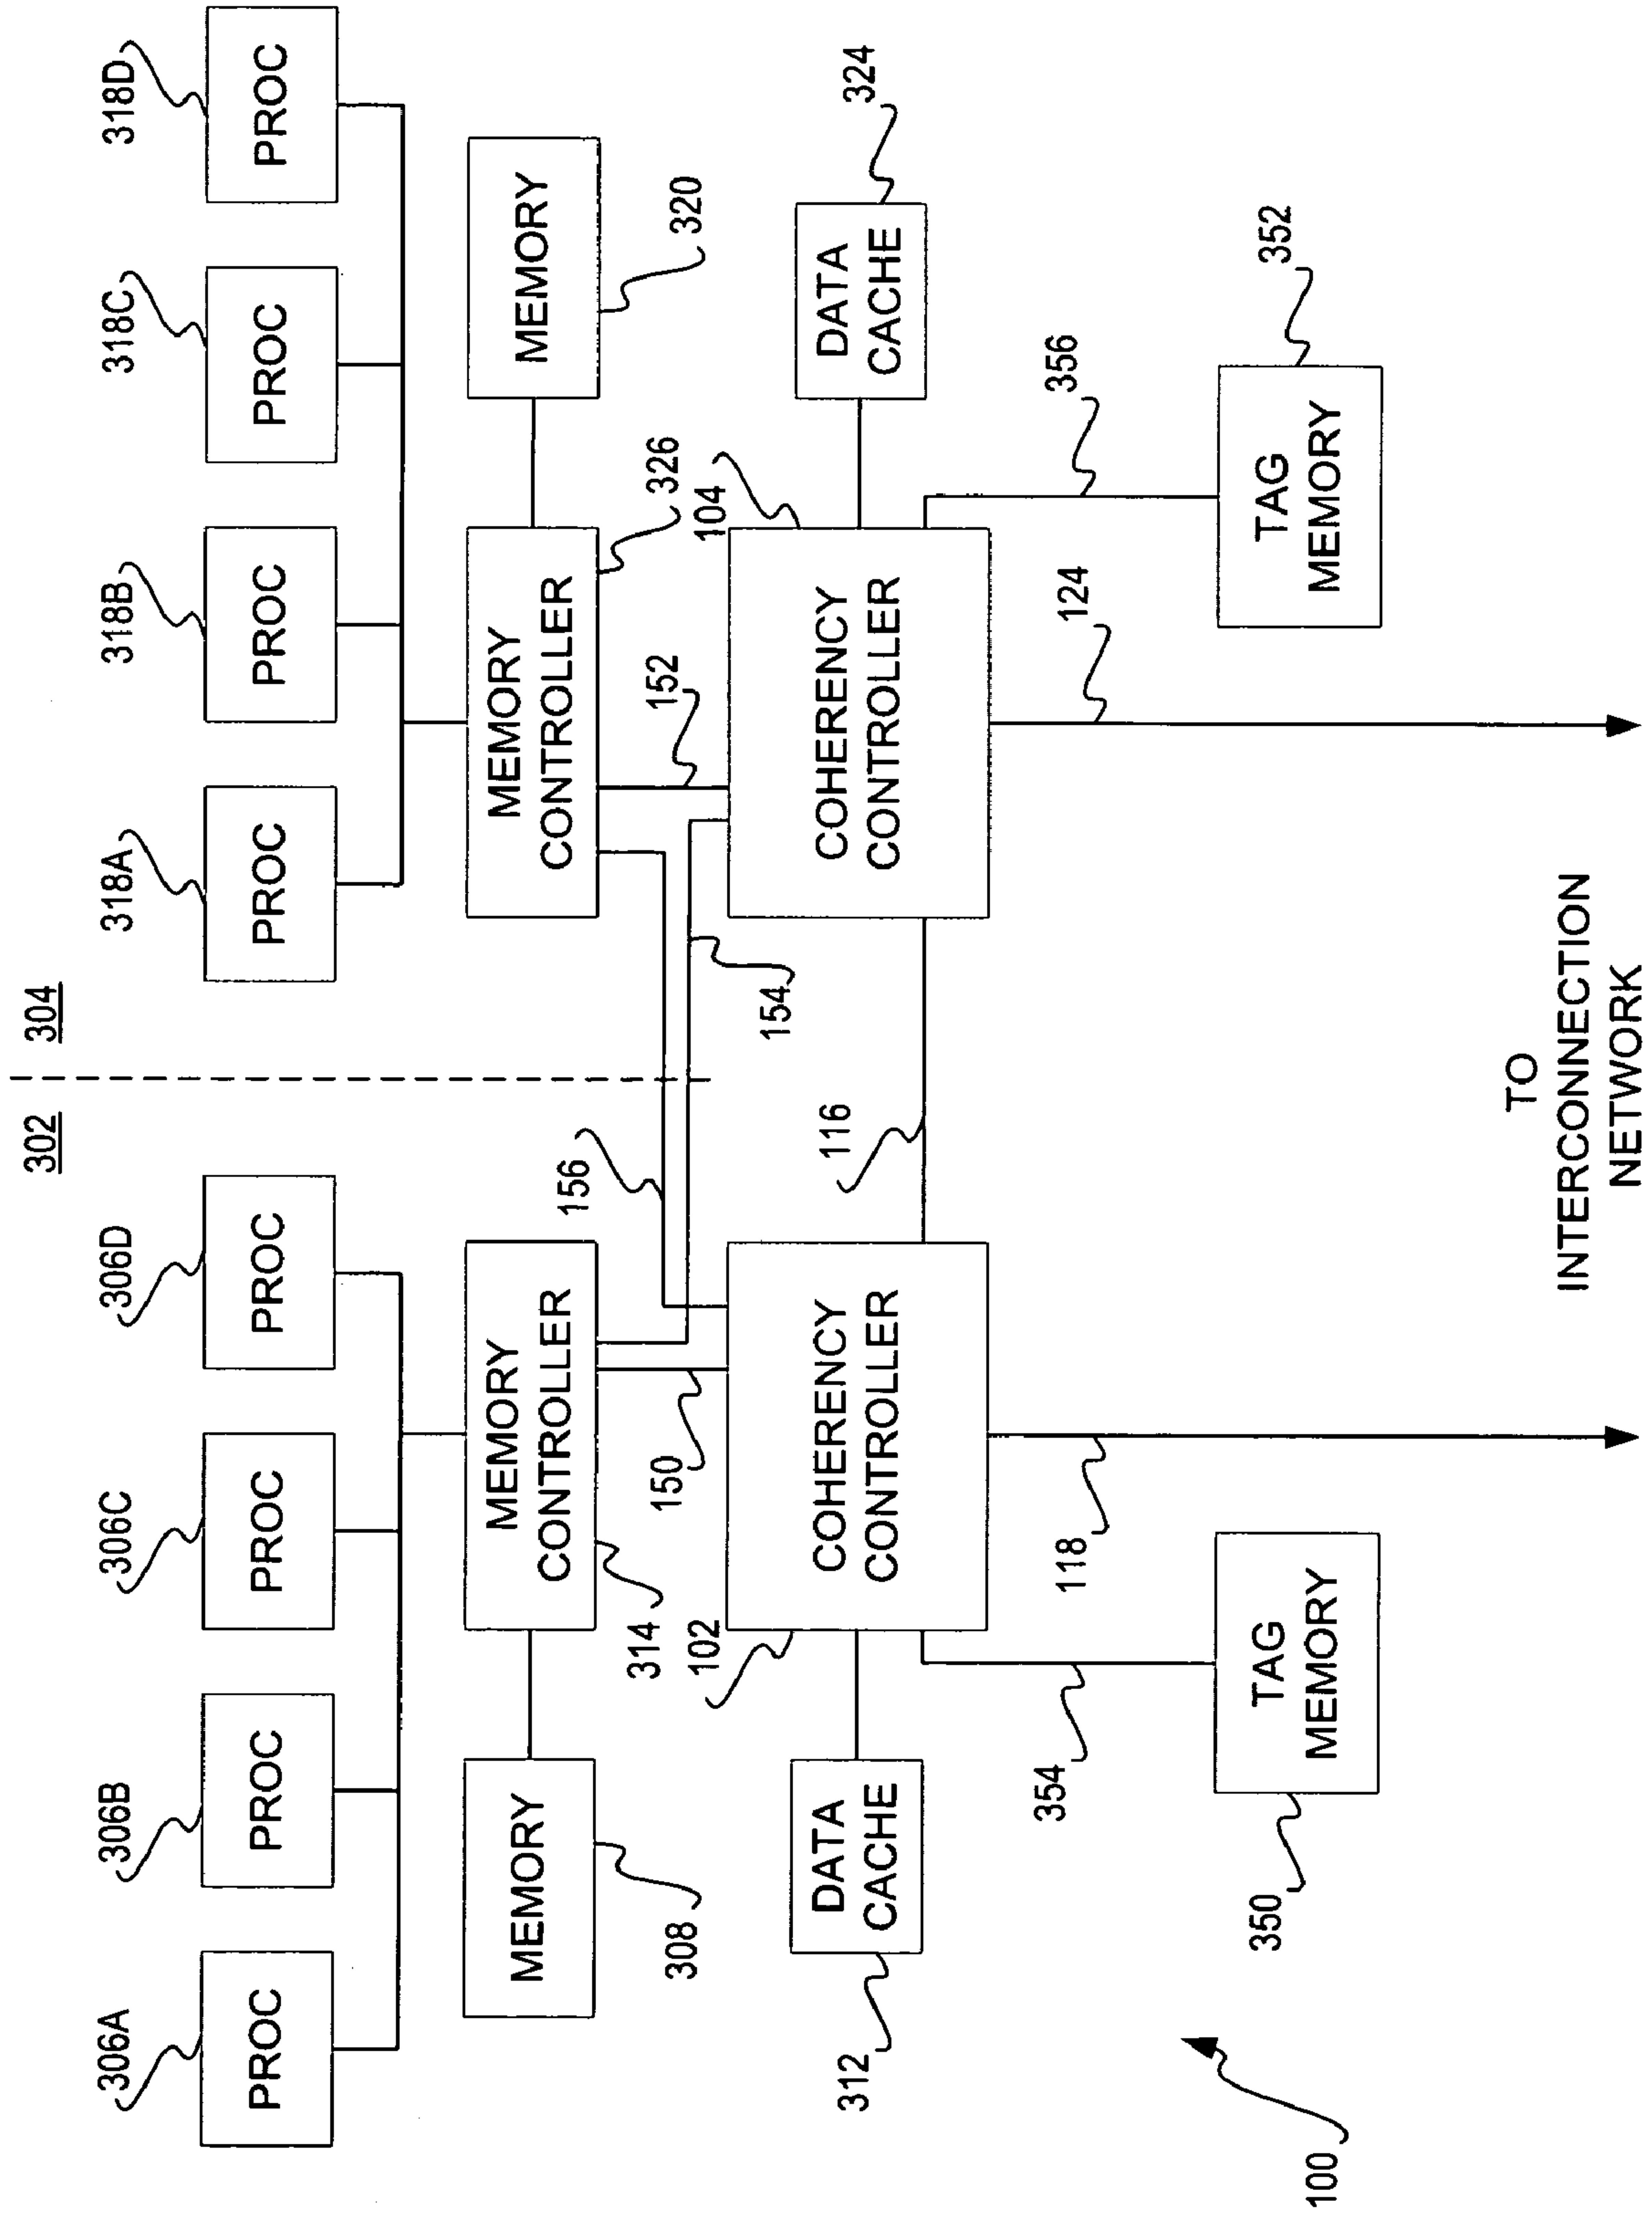 302
304
306A
306B
306C
306D
318A
318B
318C
318D
PROC
PROC
PROC
PROC
PROC
PROC
PROC
PROC
MEMORY
MEMORY
CONTROLLER
MEMORY
CONTROLLER
MEMORY
308
314
150
156
154
152
326
320
102
104
DATA
CACHE
COHERENCY
CONTROLLER
116
COHERENCY
CONTROLLER
DATA
CACHE
312
324
354
118
124
356
350
TAG
MEMORY
TAG
MEMORY
352
100
TO
INTERCONNECTION
NETWORK